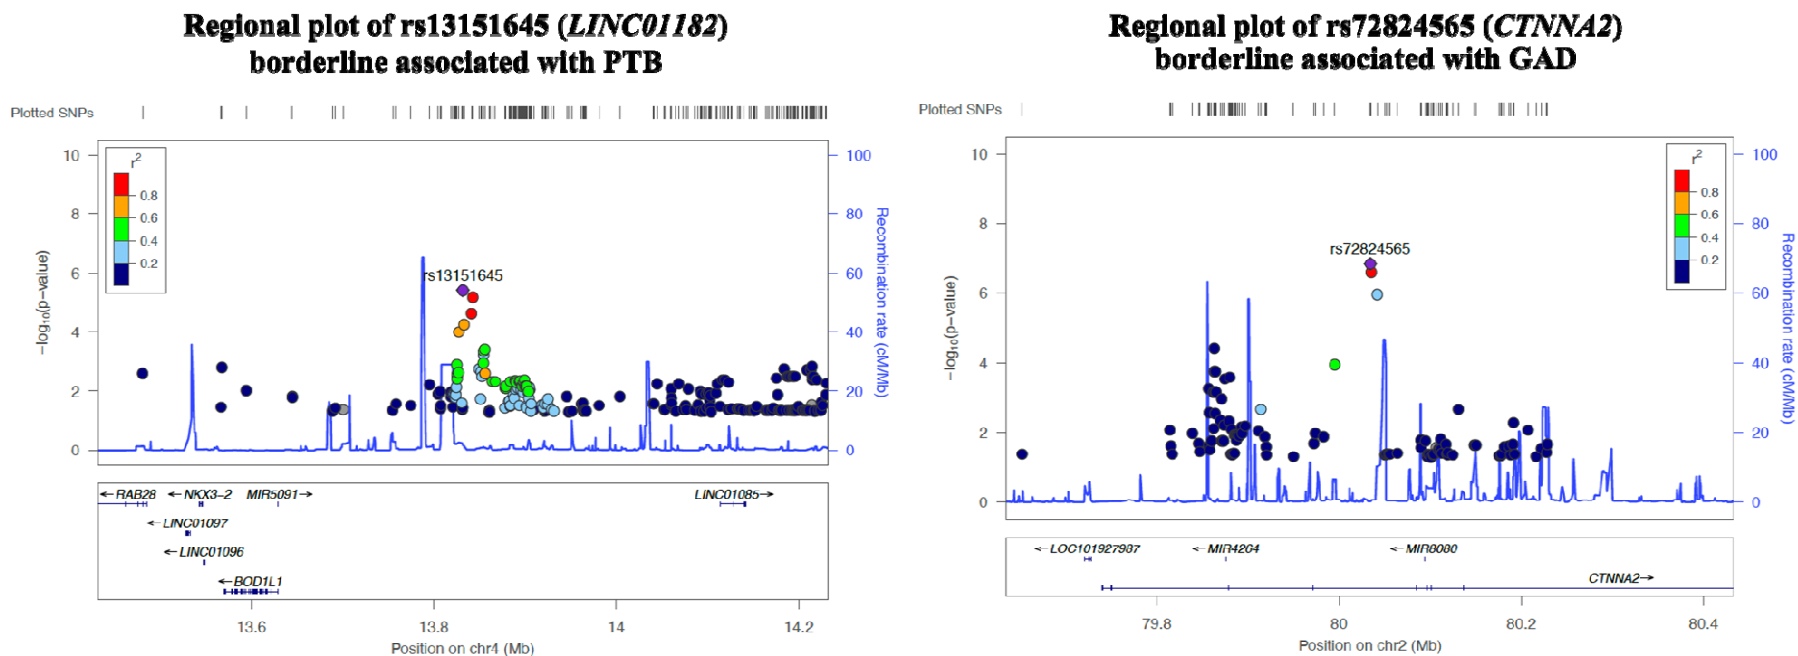 Regional plot of rs13151645 (LINC01182)
borderline associated with PTB
Plotted SNPs
r2
0.8
0.6
0.4
0.2
10
8
6
4
2
0
-log10(p-value)
100
80
60
40
20
0
Recombination rate (cM/Mb)
rs13151645
←RAB28
←NKX3-2
MIR5091→
LINC01085→
←LINC01097
←LINC01096
←BOD1L1
13.6
13.8
14
14.2
Position on chr4 (Mb)
Regional plot of rs72824565 (CTNNA2)
borderline associated with GAD
Plotted SNPs
r2
0.8
0.6
0.4
0.2
10
8
6
4
2
0
-log10(p-value)
100
80
60
40
20
0
Recombination rate (cM/Mb)
rs72824565
←LOC101927987
←MIR4264
←MIR8080
CTNNA2→
79.8
80
80.2
80.4
Position on chr2 (Mb)